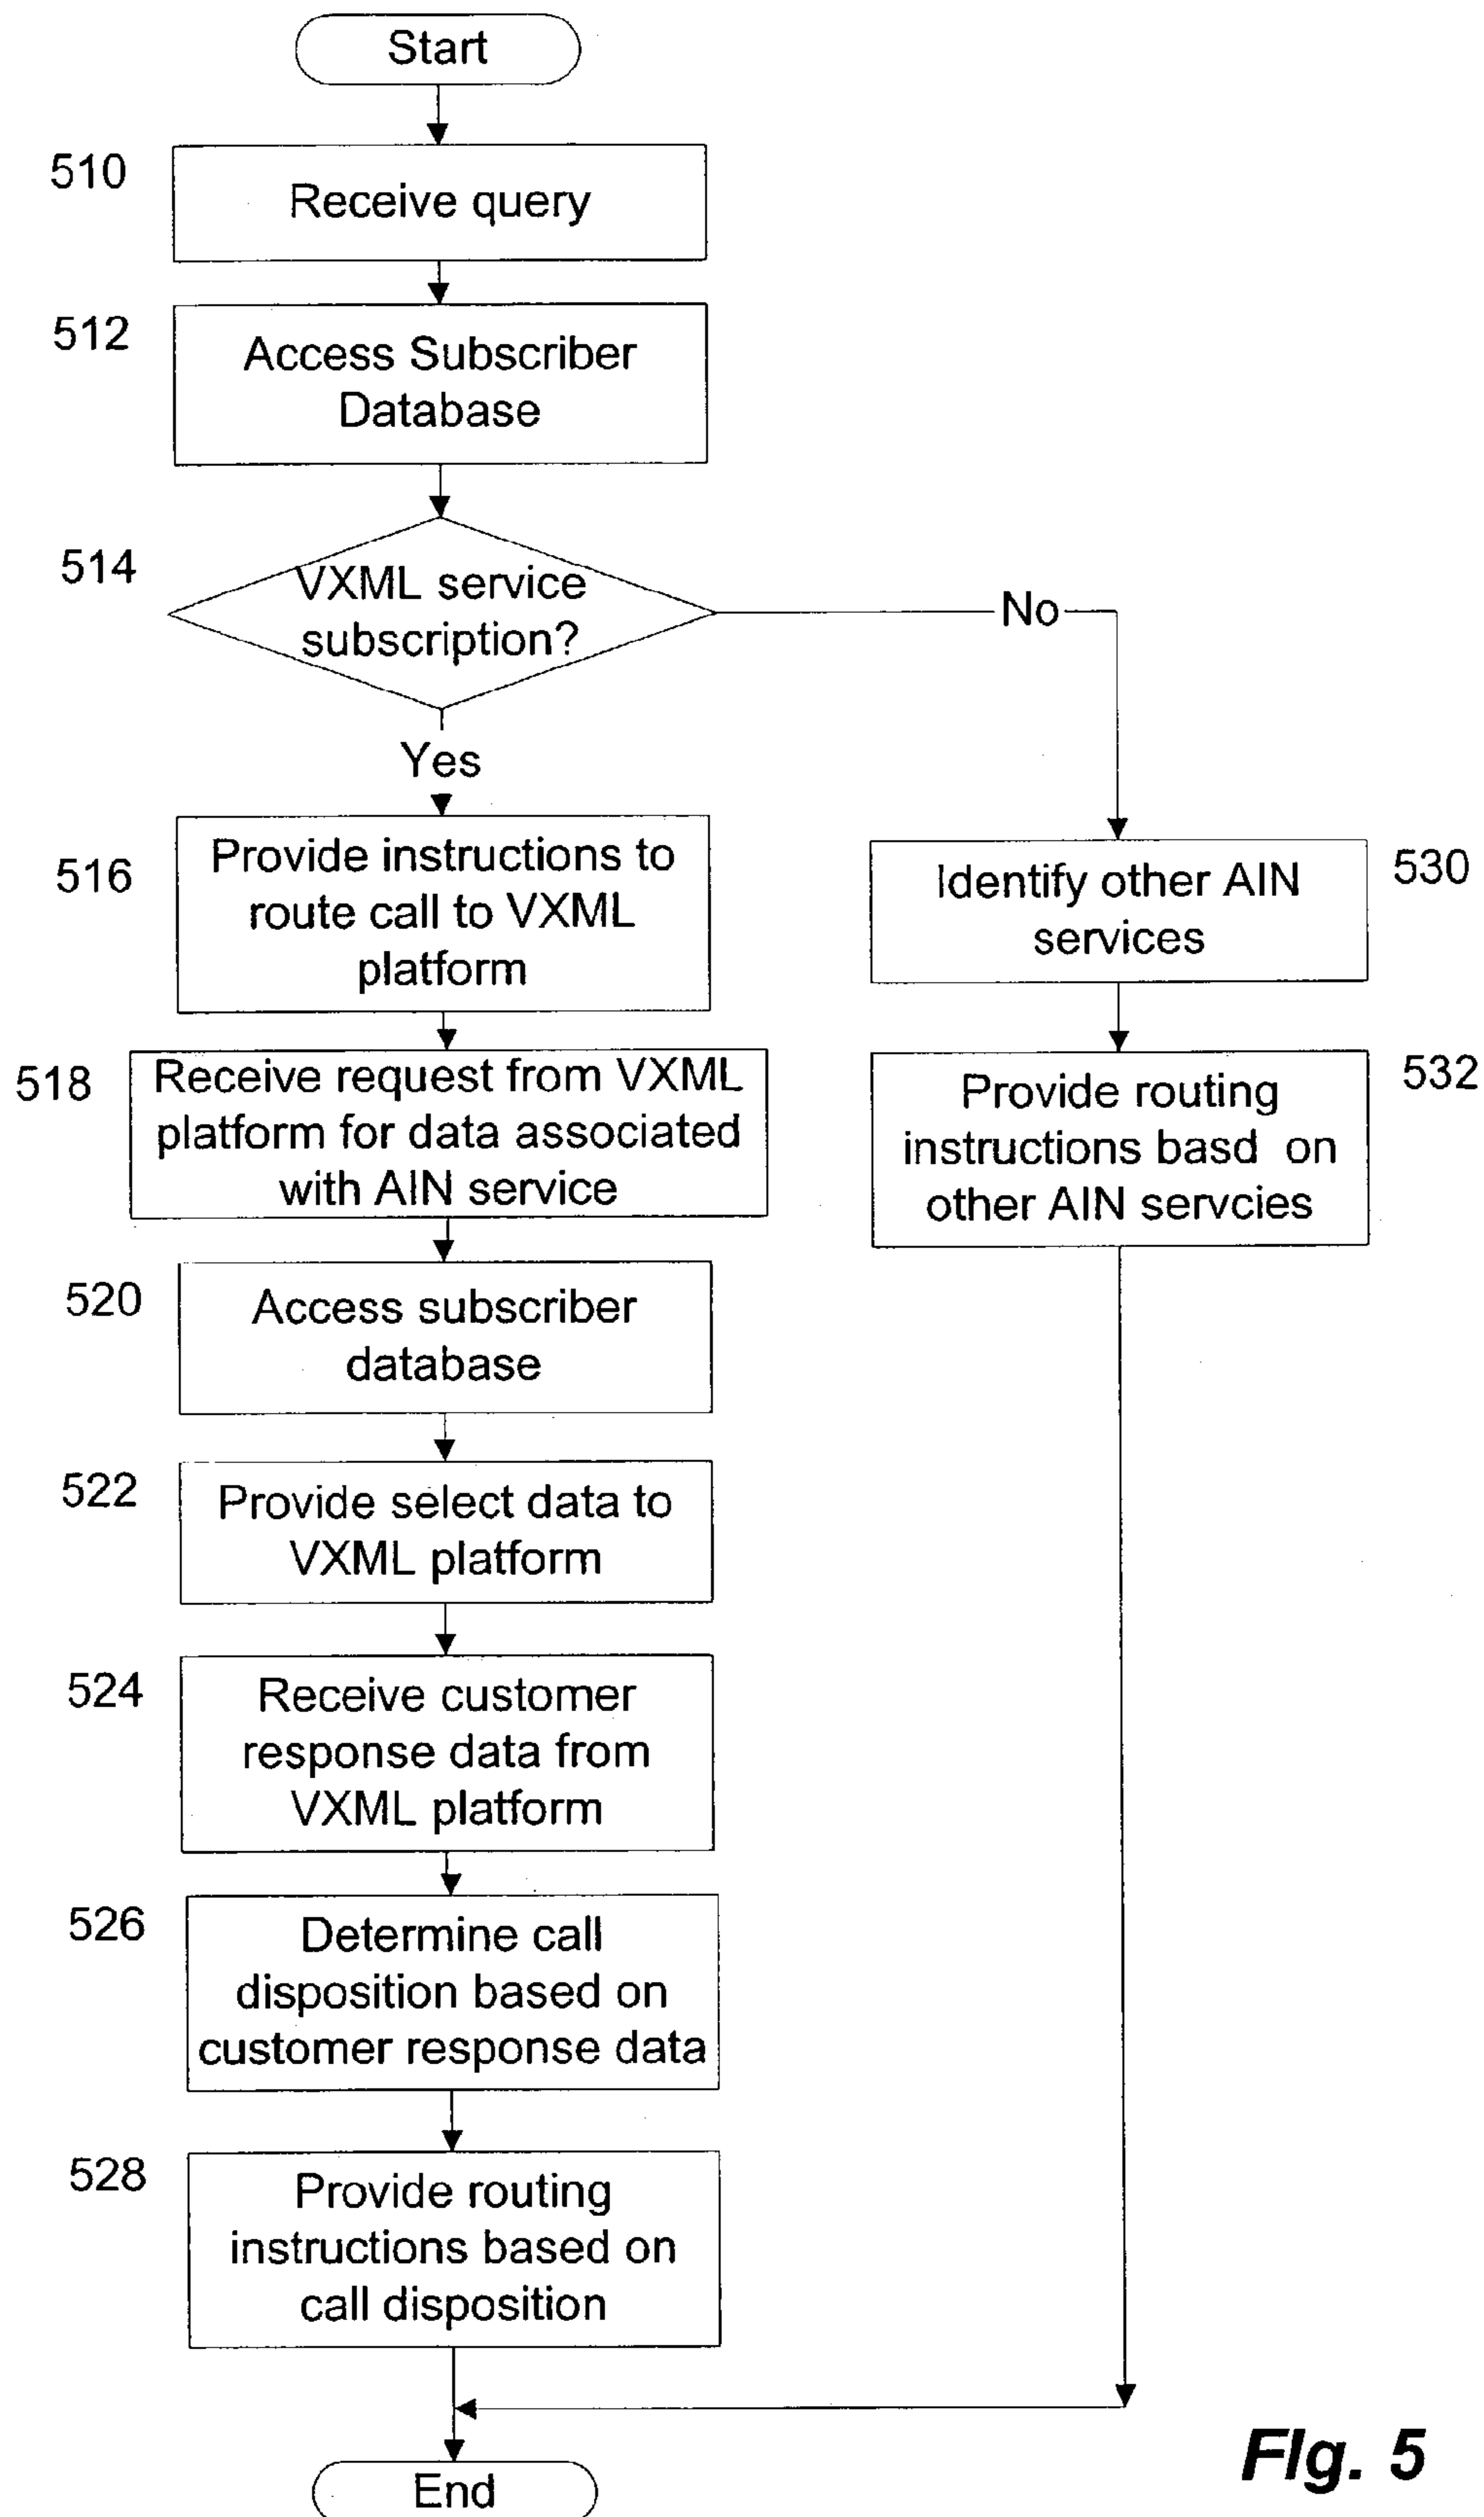 Start
510
Receive query
512
Access Subscriber
Database
514
VXML service
subscription?
No
Yes
516
Provide instructions to
route call to VXML
platform
530
Identify other AIN
services
518
Receive request from VXML
platform for data associated
with AIN service
532
Provide routing
instructions basd on
other AIN servcies
520
Access subscriber
database
522
Provide select data to
VXML platform
524
Receive customer
response data from
VXML platform
526
Determine call
disposition based on
customer response data
528
Provide routing
instructions based on
call disposition
End
FIg. 5